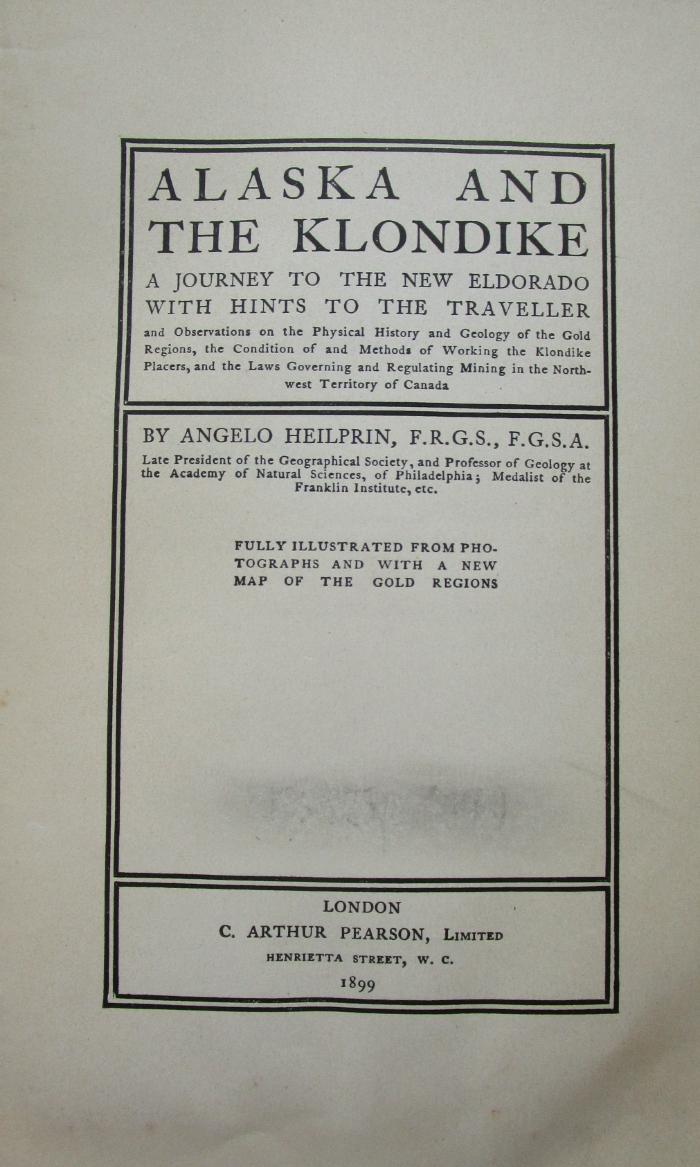 ALASKA AND
THE KLONDIKE
A JOURNEY TO THE NEW ELDORADO
WITH HINTS TO THE TRAVELLER
and Observations on the Physical History and Geology of the Gold
Regions, the Condition of and Methods of Working the Klondike
Placers, and the Laws Governing and Regulating Mining in the North-
west Territory of Canada
BY ANGELO HEILPRIN, F.R.G.S., F.G.S.A.
Late President of the Geographical Society, and Professor of Geology at
the Academy of Natural Sciences, of Philadelphia; Medalist of the
Franklin Institute, etc.
FULLY ILLUSTRATED FROM PHO-
TOGRAPHS AND WITH A NEW
MAP OF THE GOLD REGIONS
LONDON
C. ARTHUR PEARSON, LIMITED
HENRIETTA STREET, W. C.
1899